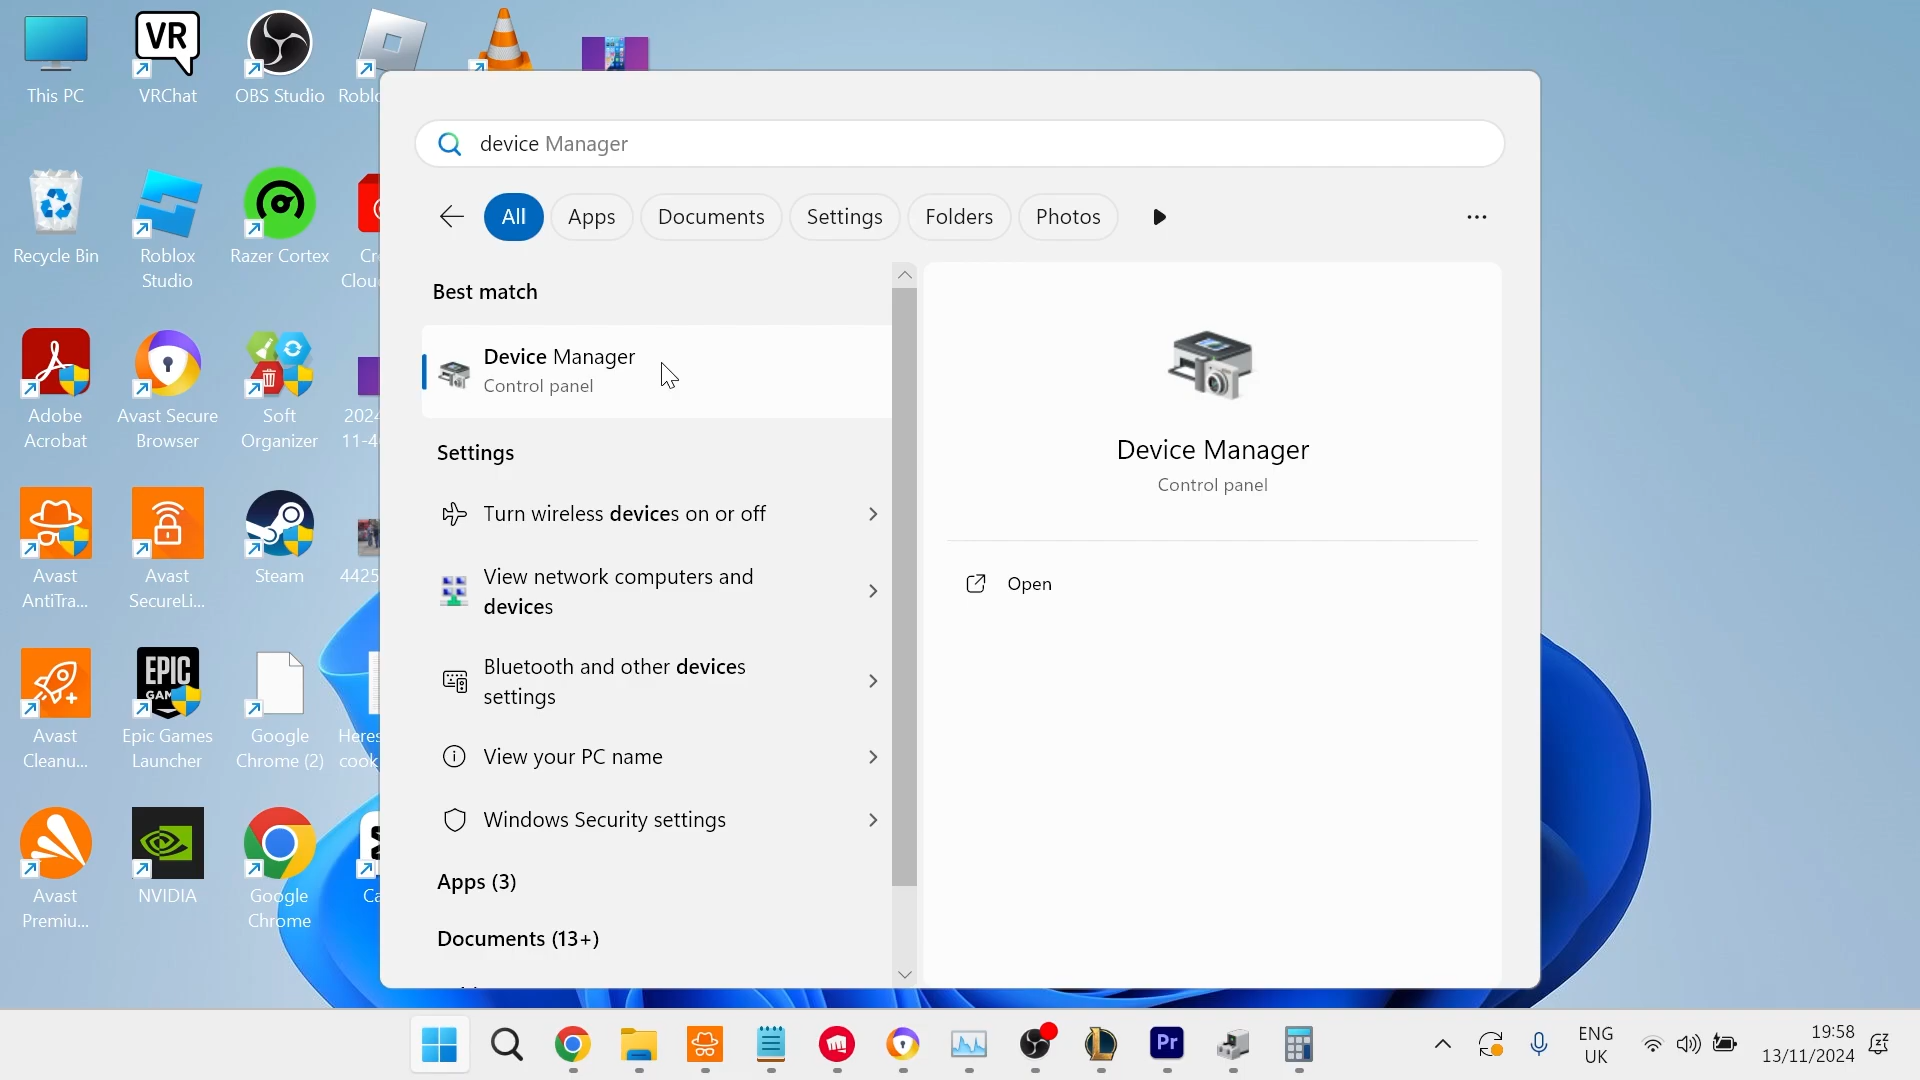 This PC
VRChat
VR
OBS Studio
device Manager
All
Apps
Documents
Settings
Folders
Photos
Recycle Bin
Roblox
Studio
Razer Cortex
Best match
Device Manager
Control panel
Device Manager
Control panel
Open
Settings
Turn wireless devices on or off
View network computers and
devices
Bluetooth and other devices
settings
View your PC name
Windows Security settings
Apps (3)
Documents (13+)
Adobe
Acrobat
Avast Secure
Browser
Soft
Organizer
2024
11-4
Avast
AntiTra...
Avast
SecureLi...
Steam
4425
Avast
Cleanu...
EPIC
GAM
Epic Games
Launcher
Google
Chrome (2)
Heres
cook
Avast
Premiu...
NVIDIA
Google
Chrome
Pr
ENG
UK
19:58
13/11/2024